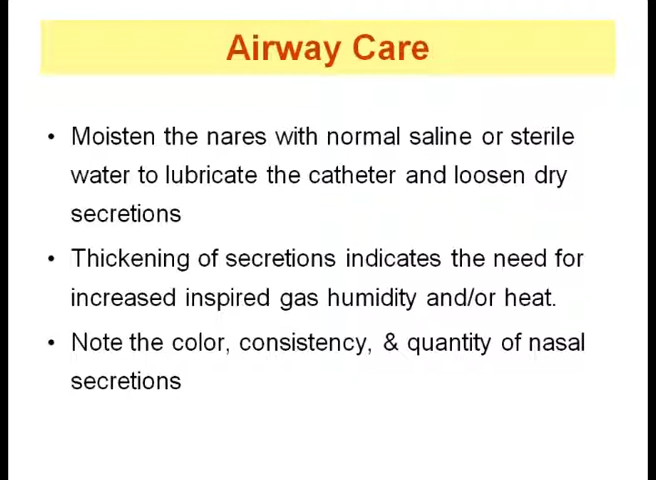 Airway Care
• Moisten the nares with normal saline or sterile
water to lubricate the catheter and loosen dry
secretions
• Thickening of secretions indicates the need for
increased inspired gas humidity and/or heat.
• Note the color, consistency, & quantity of nasal
secretions